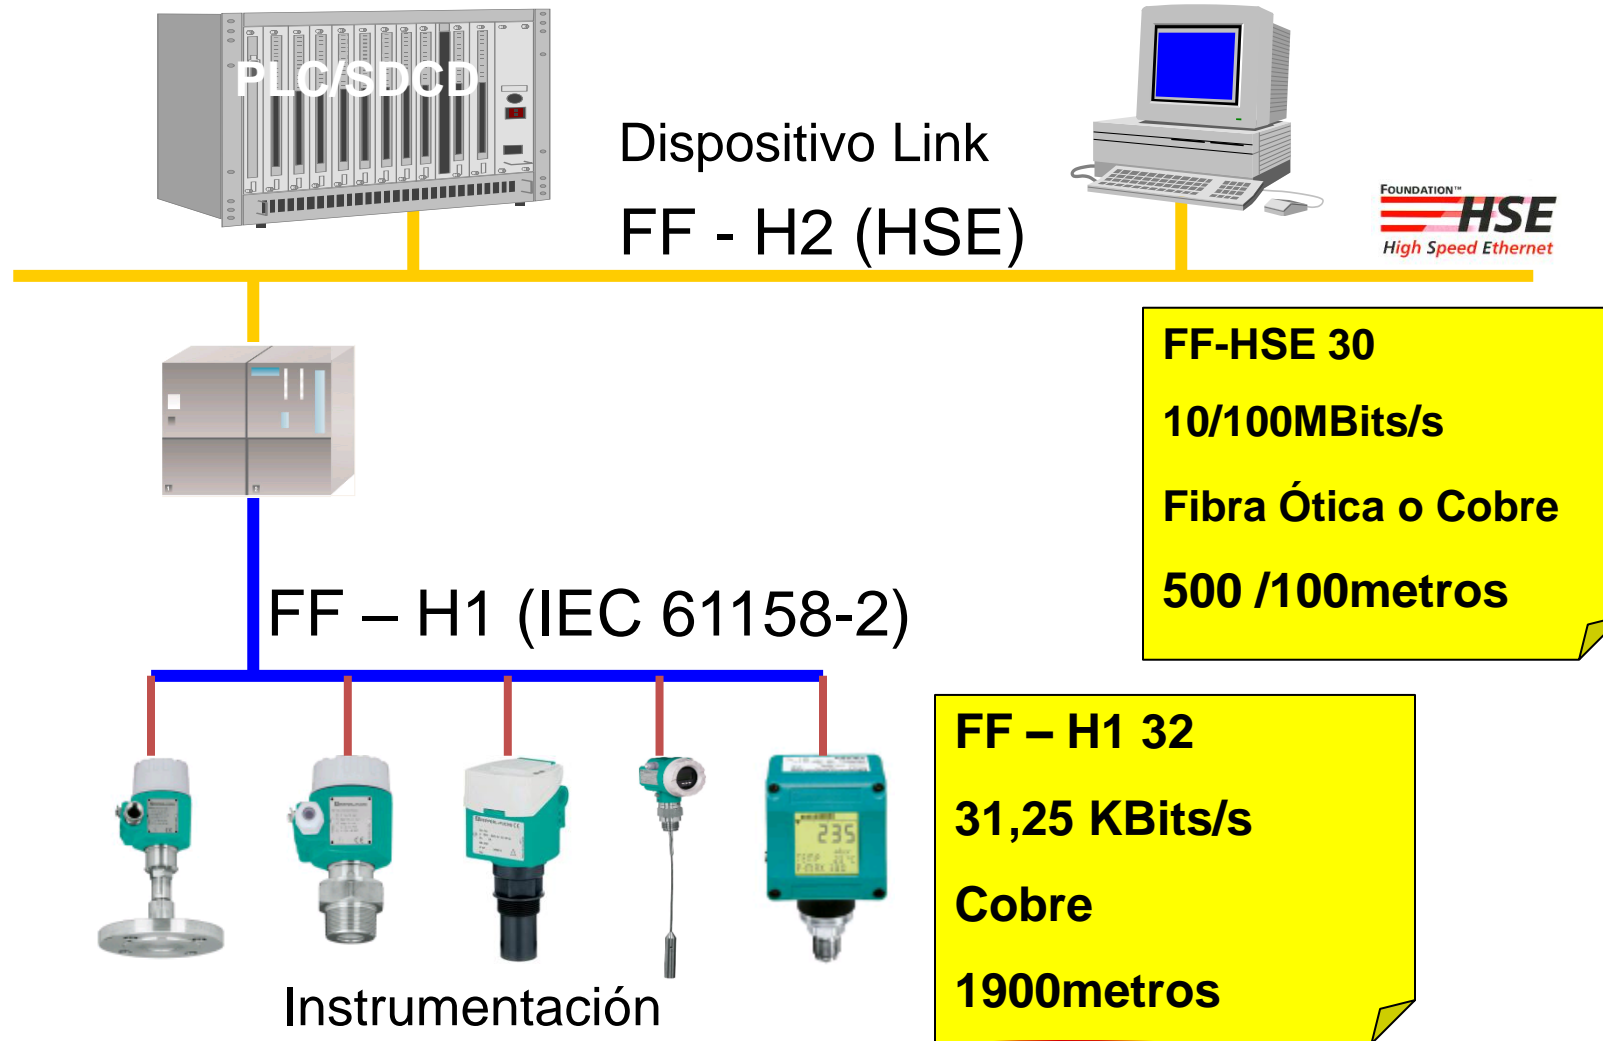 PLC/SDCD
Dispositivo Link
FF - H2 (HSE)
FOUNDATION™
HSE
High Speed Ethernet
FF-HSE 30
10/100MBits/s
Fibra Ótica o Cobre
500 /100metros
FF – H1 (IEC 61158-2)
FF – H1 32
31,25 KBits/s
Cobre
1900metros
235
Instrumentación